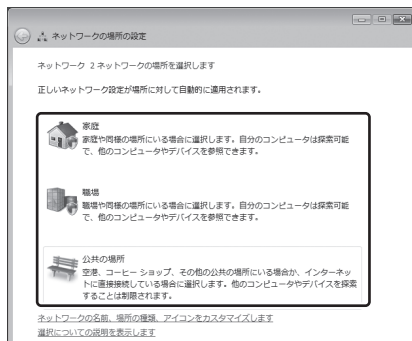 ネットワークの場所の設定
ネットワーク 2 ネットワークの場所を選択します
正しいネットワーク設定が場所に対して自動的に適用されます。
家庭
家庭や同様の場所にいる場合に選択します。自分のコンピュータは探索可能
で、他のコンピュータやデバイスを参照できます。
職場
職場や同様の場所にいる場合に選択します。自分のコンピュータは探索可能
で、他のコンピュータやデバイスを参照できます。
公共の場所
空港、コーヒー ショップ、その他の公共の場所にいる場合か、インターネッ
トに直接接続している場合に選択します。他のコンピュータやデバイスを探索
することは制限されます。
ネットワークの名前、場所の種類、アイコンをカスタマイズします
選択についての説明を表示します